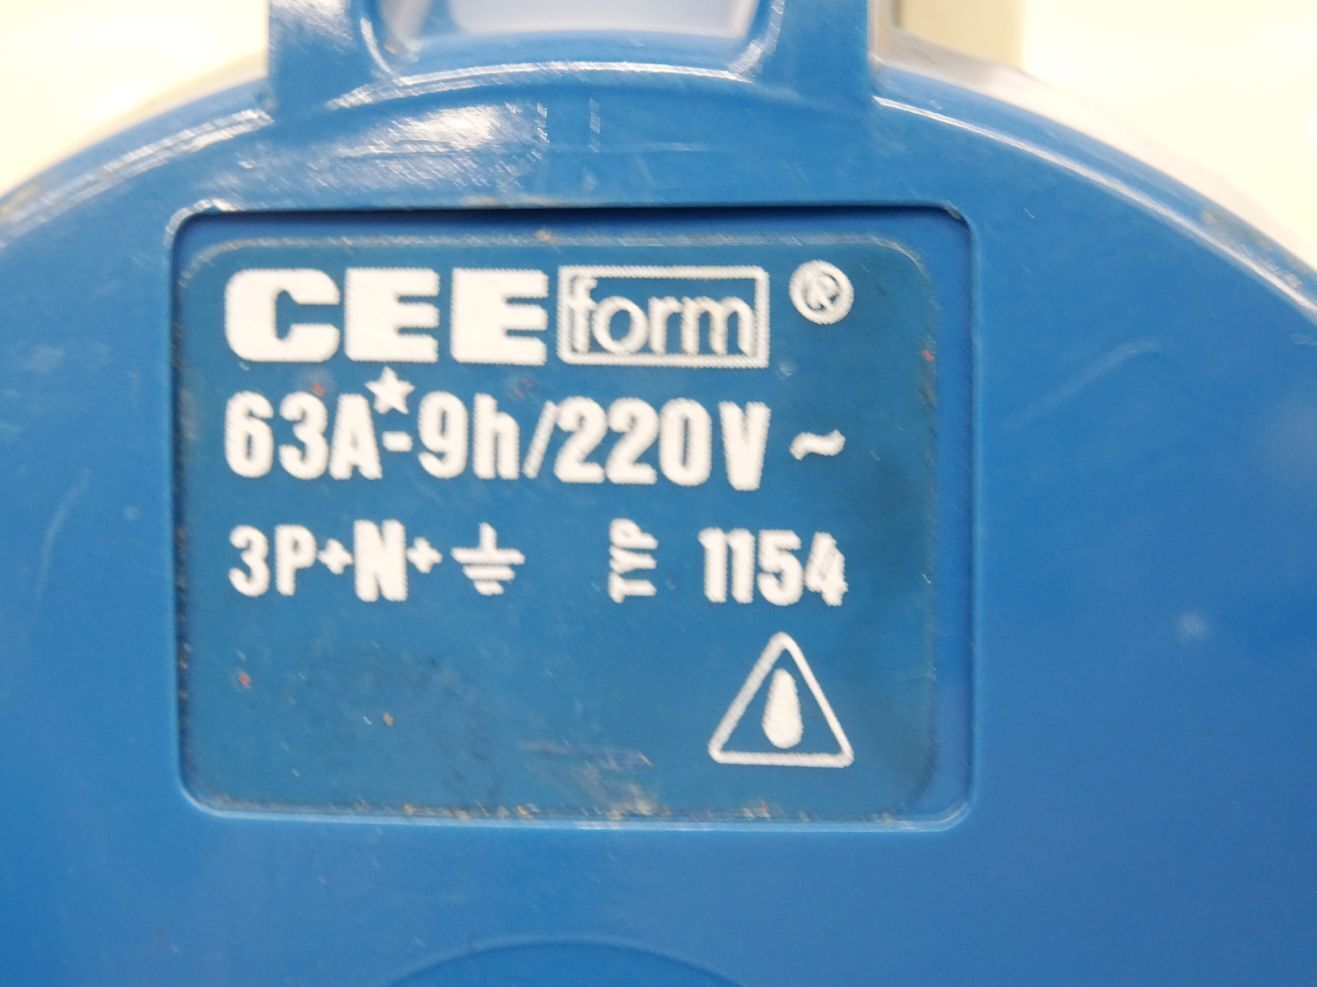 CEE form ®
63A★-9h/220V ~
3P+N+⏚ TYP 1154